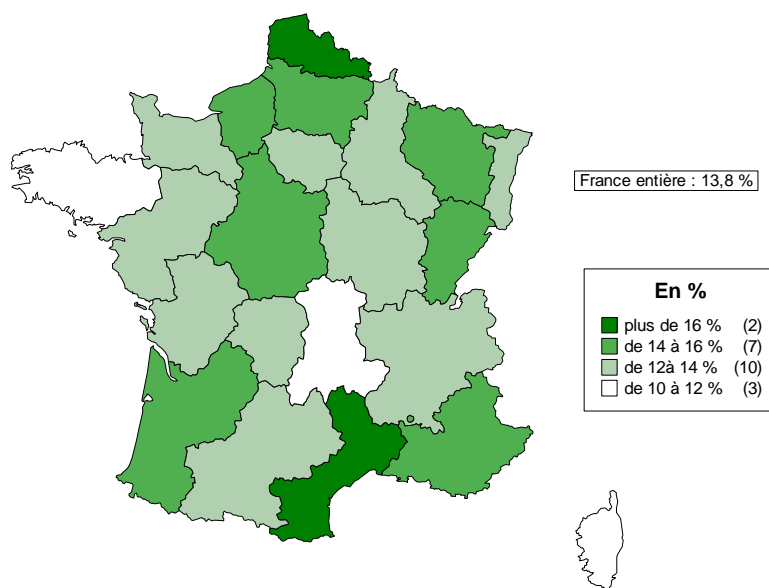 France entière : 13,8 %
En %
plus de 16 % (2)
de 14 à 16 % (7)
de 12à 14 % (10)
de 10 à 12 % (3)